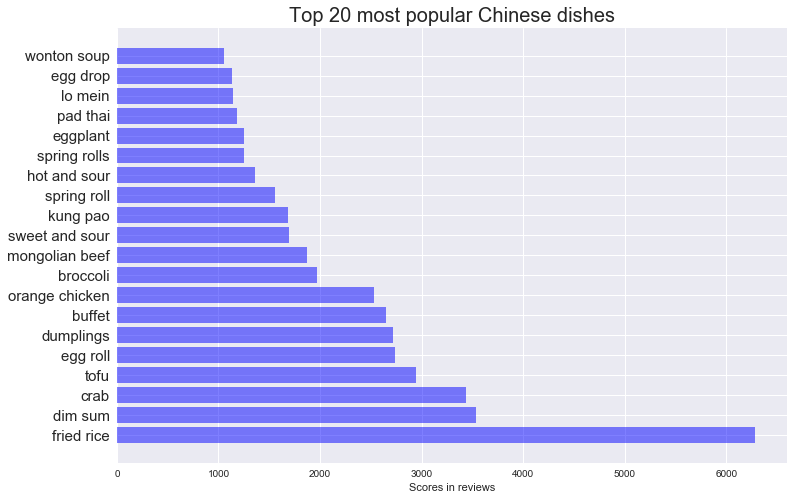 Top 20 most popular Chinese dishes
wonton soup
egg drop
lo mein
pad thai
eggplant
spring rolls
hot and sour
spring roll
kung pao
sweet and sour
mongolian beef
broccoli
orange chicken
buffet
dumplings
egg roll
tofu
crab
dim sum
fried rice
0 1000 2000 3000 4000 5000 6000
Scores in reviews